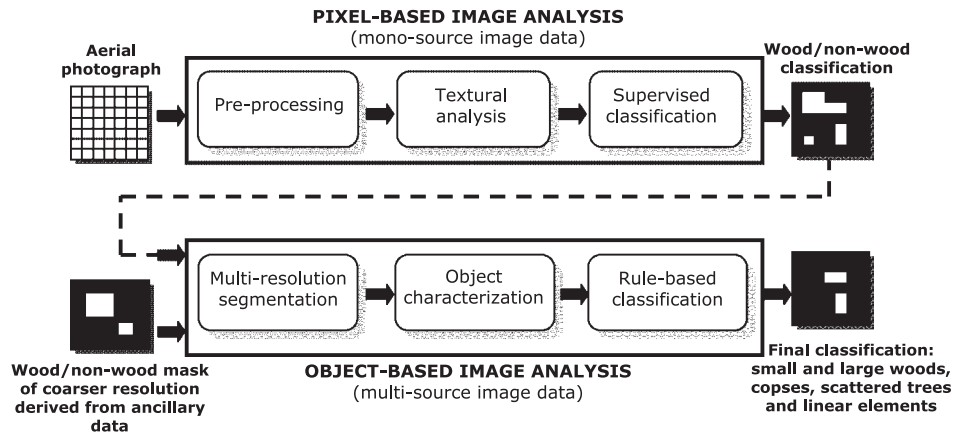 PIXEL-BASED IMAGE ANALYSIS
(mono-source image data)
Aerial
photograph
Pre-processing
Textural
analysis
Supervised
classification
Wood/non-wood
classification
Multi-resolution
segmentation
Object
characterization
Rule-based
classification
Wood/non-wood mask
of coarser resolution
derived from ancillary
data
OBJECT-BASED IMAGE ANALYSIS
(multi-source image data)
Final classification:
small and large woods,
copses, scattered trees
and linear elements